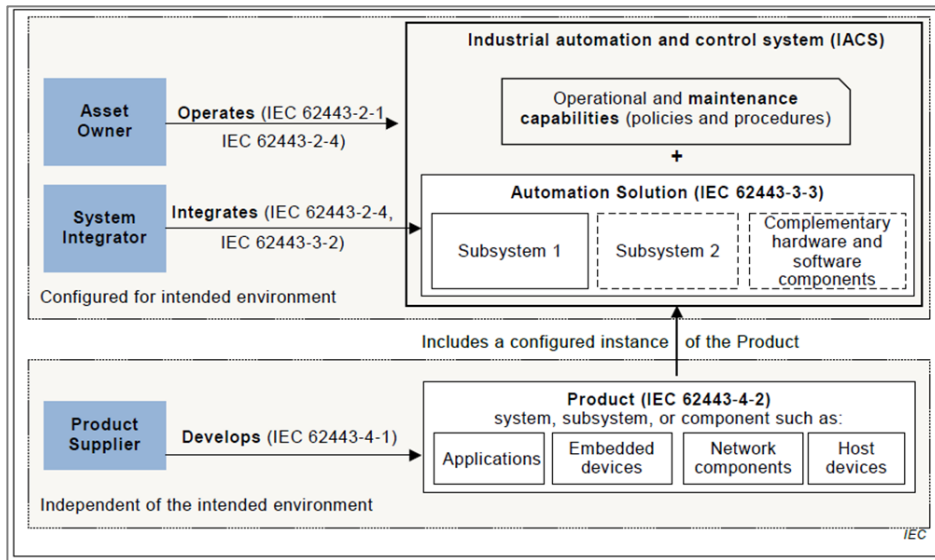 Industrial automation and control system (IACS)
Asset
Owner
Operates (IEC 62443-2-1
IEC 62443-2-4)
Operational and maintenance
capabilities (policies and procedures)
+
System
Integrator
Integrates (IEC 62443-2-4,
IEC 62443-3-2)
Automation Solution (IEC 62443-3-3)
Subsystem 1
Subsystem 2
Complementary
hardware and
software
components
Configured for intended environment
Includes a configured instance of the Product
Product
Supplier
Develops (IEC 62443-4-1)
Product (IEC 62443-4-2)
system, subsystem, or component such as:
Applications
Embedded
devices
Network
components
Host
devices
Independent of the intended environment
IEC